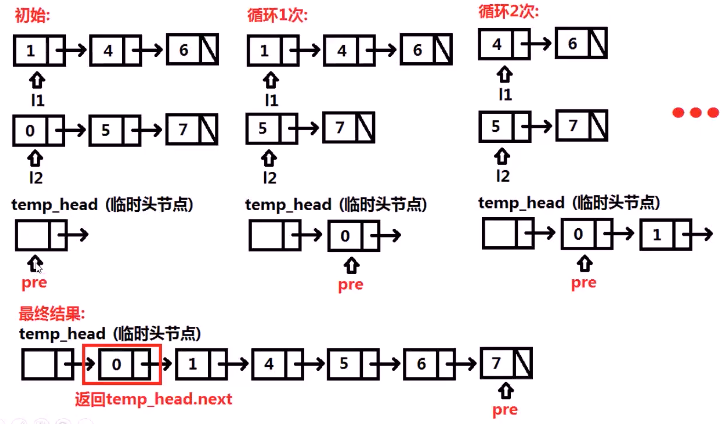 初始:
1 4 6
l1
0 5 7
l2
temp_head (临时头节点)
pre
循环1次:
1 4 6
l1
5 7
l2
temp_head (临时头节点)
0
pre
循环2次:
4 6
l1
5 7
l2
temp_head (临时头节点)
0 1
pre
最终结果:
temp_head (临时头节点)
0 1 4 5 6 7
返回temp_head.next
pre